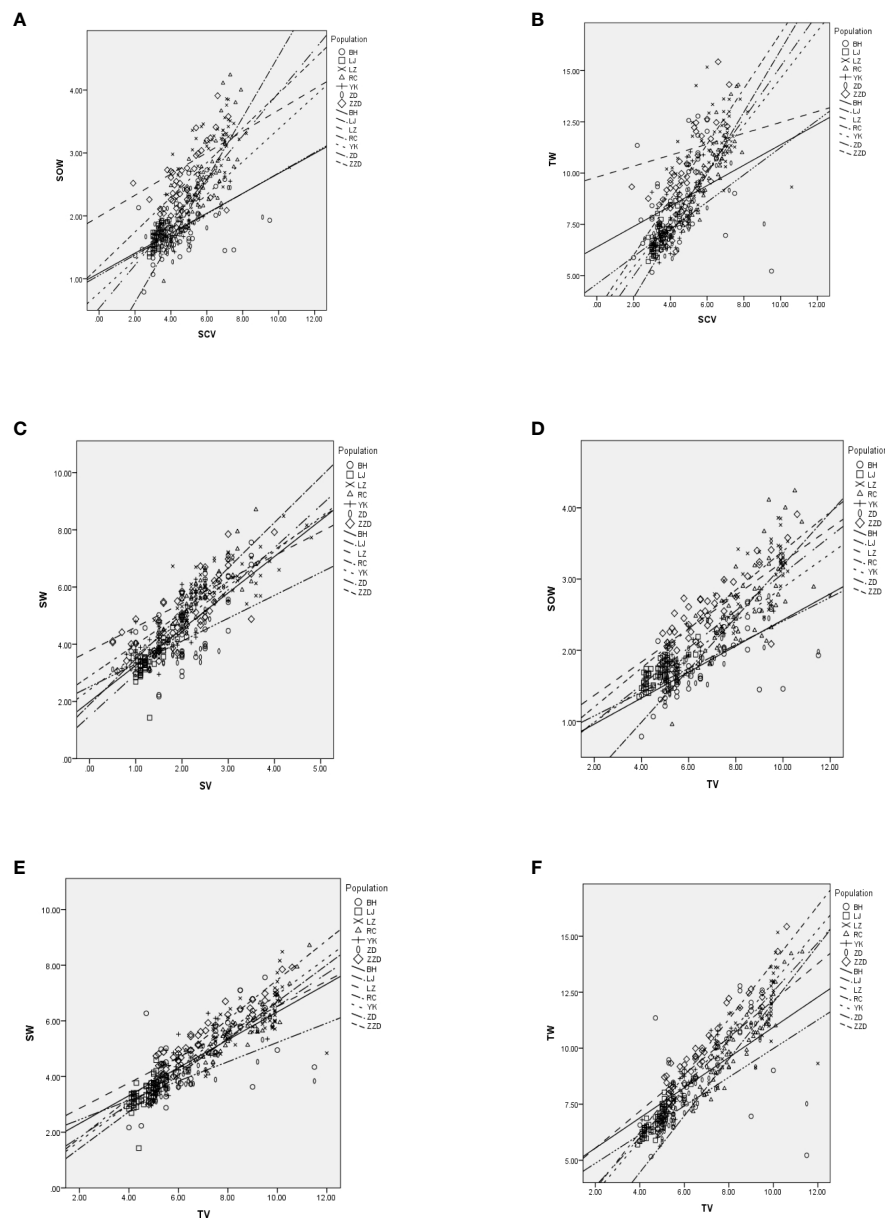 A
Population
BH
LJ
LZ
RC
YK
ZD
ZZD
BH
LJ
LZ
RC
YK
ZD
ZZD
SOW
4.00
3.00
2.00
1.00
.00 2.00 4.00 6.00 8.00 10.00 12.00
SCV
B
Population
BH
LJ
LZ
RC
YK
ZD
ZZD
BH
LJ
LZ
RC
YK
ZD
ZZD
TW
15.00
12.50
10.00
7.50
5.00
.00 2.00 4.00 6.00 8.00 10.00 12.00
SCV
C
Population
BH
LJ
LZ
RC
YK
ZD
ZZD
BH
LJ
LZ
RC
YK
ZD
ZZD
SW
10.00
8.00
6.00
4.00
2.00
.00
.00 1.00 2.00 3.00 4.00 5.00
SV
D
Population
BH
LJ
LZ
RC
YK
ZD
ZZD
BH
LJ
LZ
RC
YK
ZD
ZZD
SOW
4.00
3.00
2.00
1.00
2.00 4.00 6.00 8.00 10.00 12.00
TV
E
Population
BH
LJ
LZ
RC
YK
ZD
ZZD
BH
LJ
LZ
RC
YK
ZD
ZZD
SW
10.00
8.00
6.00
4.00
2.00
.00
2.00 4.00 6.00 8.00 10.00 12.00
TV
F
Population
BH
LJ
LZ
RC
YK
ZD
ZZD
BH
LJ
LZ
RC
YK
ZD
ZZD
TW
15.00
12.50
10.00
7.50
5.00
2.00 4.00 6.00 8.00 10.00 12.00
TV